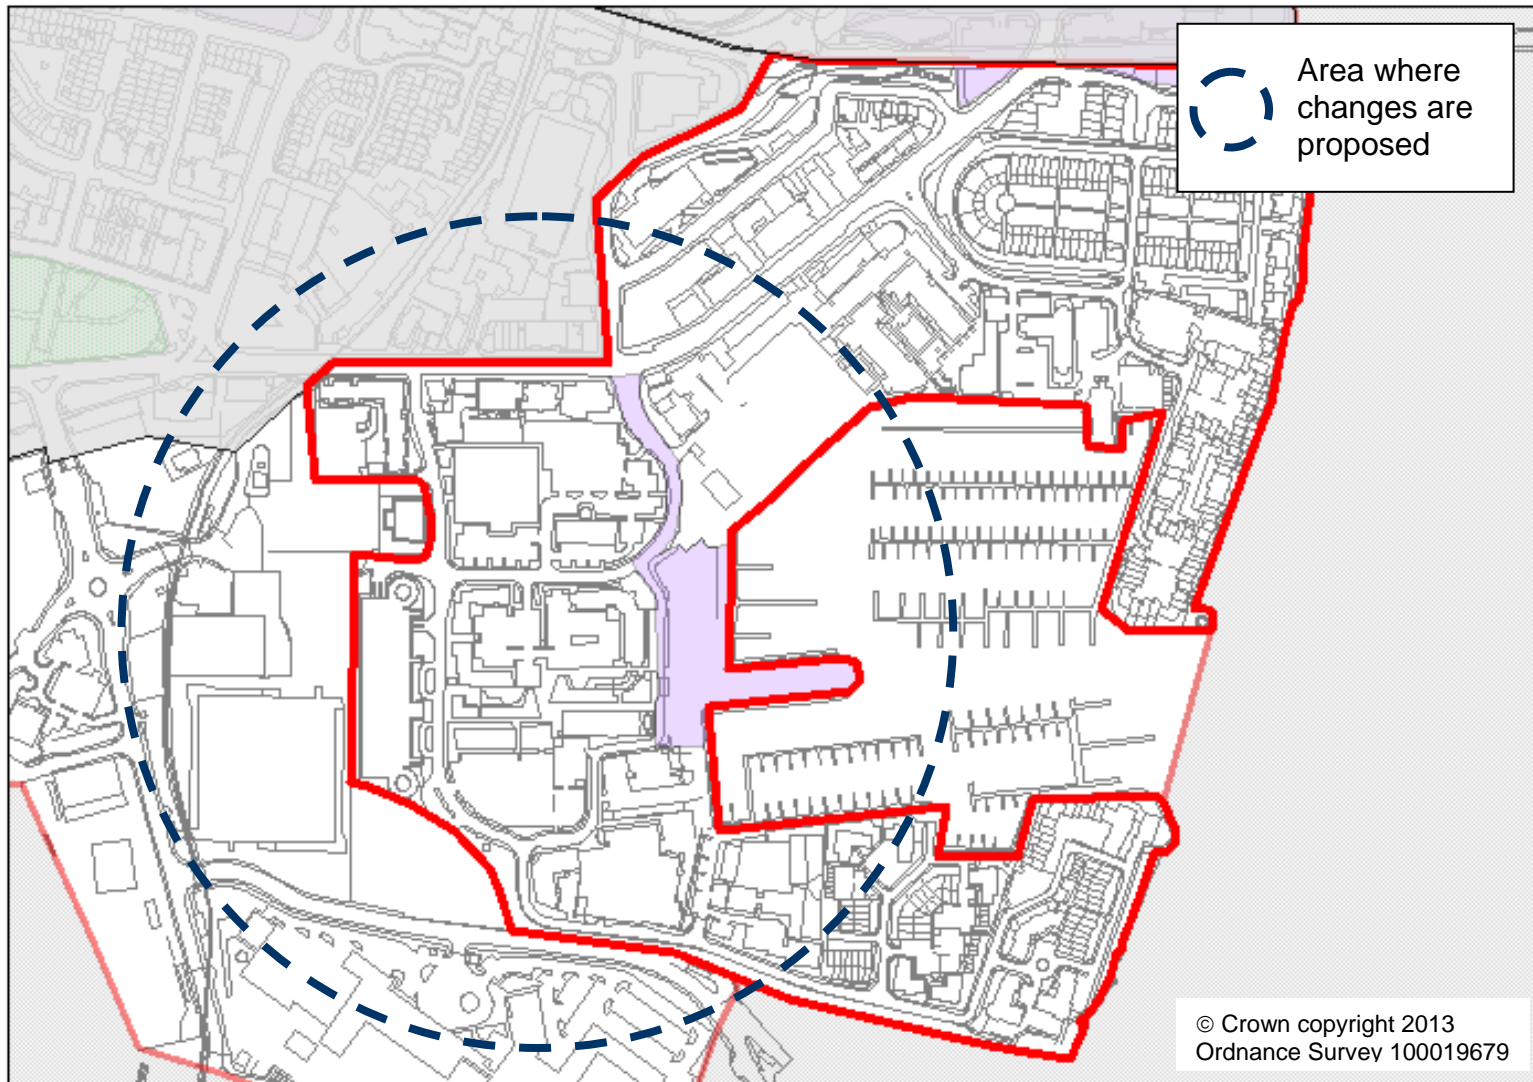 Area where
changes are
proposed
© Crown copyright 2013
Ordnance Survey 100019679